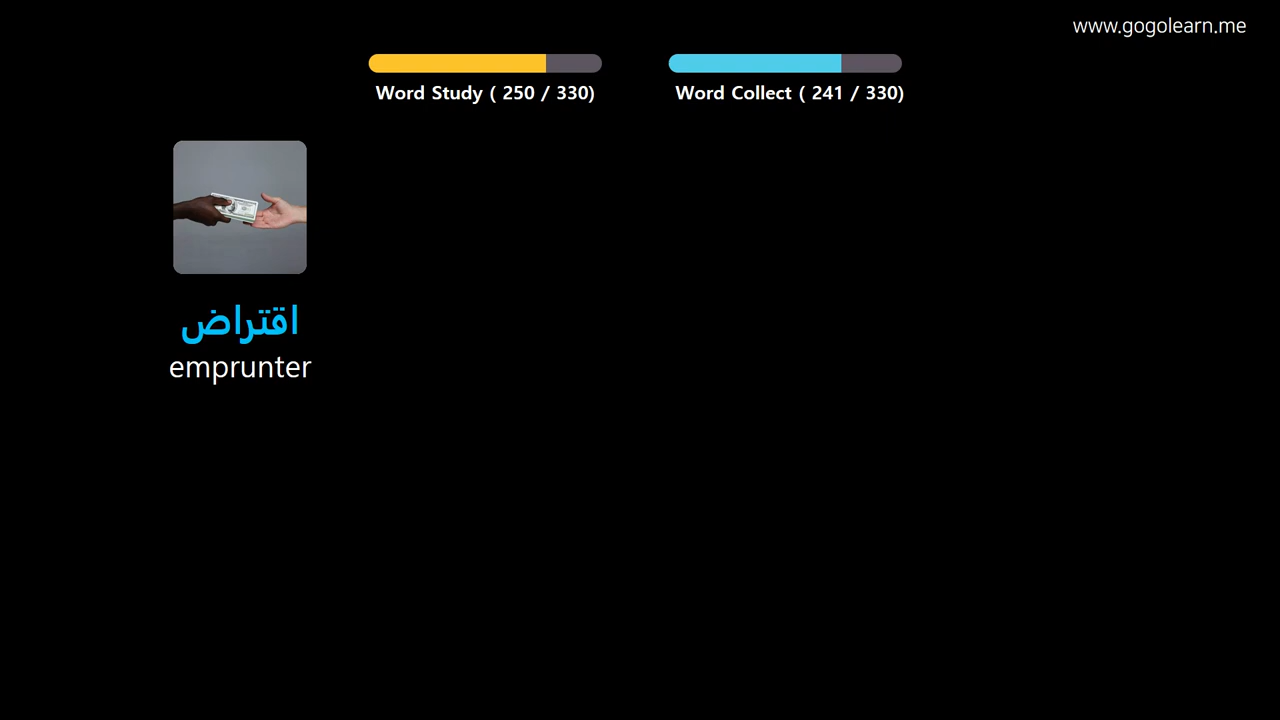 www.gogolearn.me
Word Study ( 250 / 330)
Word Collect ( 241 / 330)
اقتراض
emprunter